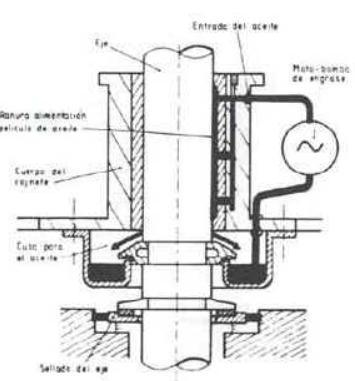 Entrada del aceite
Eje
Moto-bomba
de engrase
Ranura alimentación
película de aceite
Cuerpo del
cojinete
Cuba para
el aceite
Sellado del eje